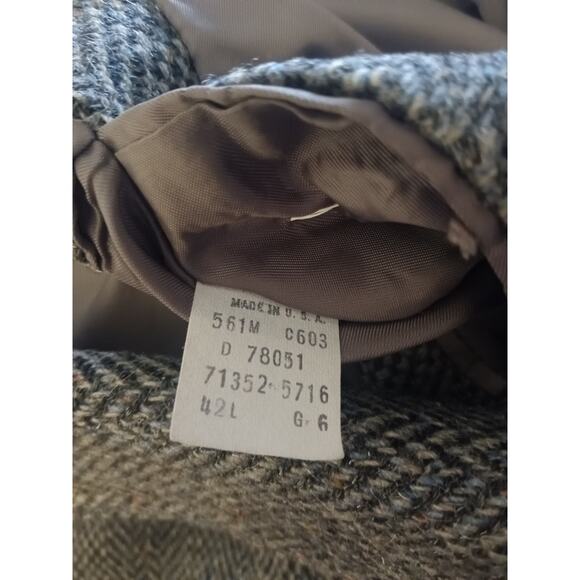 MADE IN U. S. A.
561M C603
D 78051
71352-5716
42L G-6